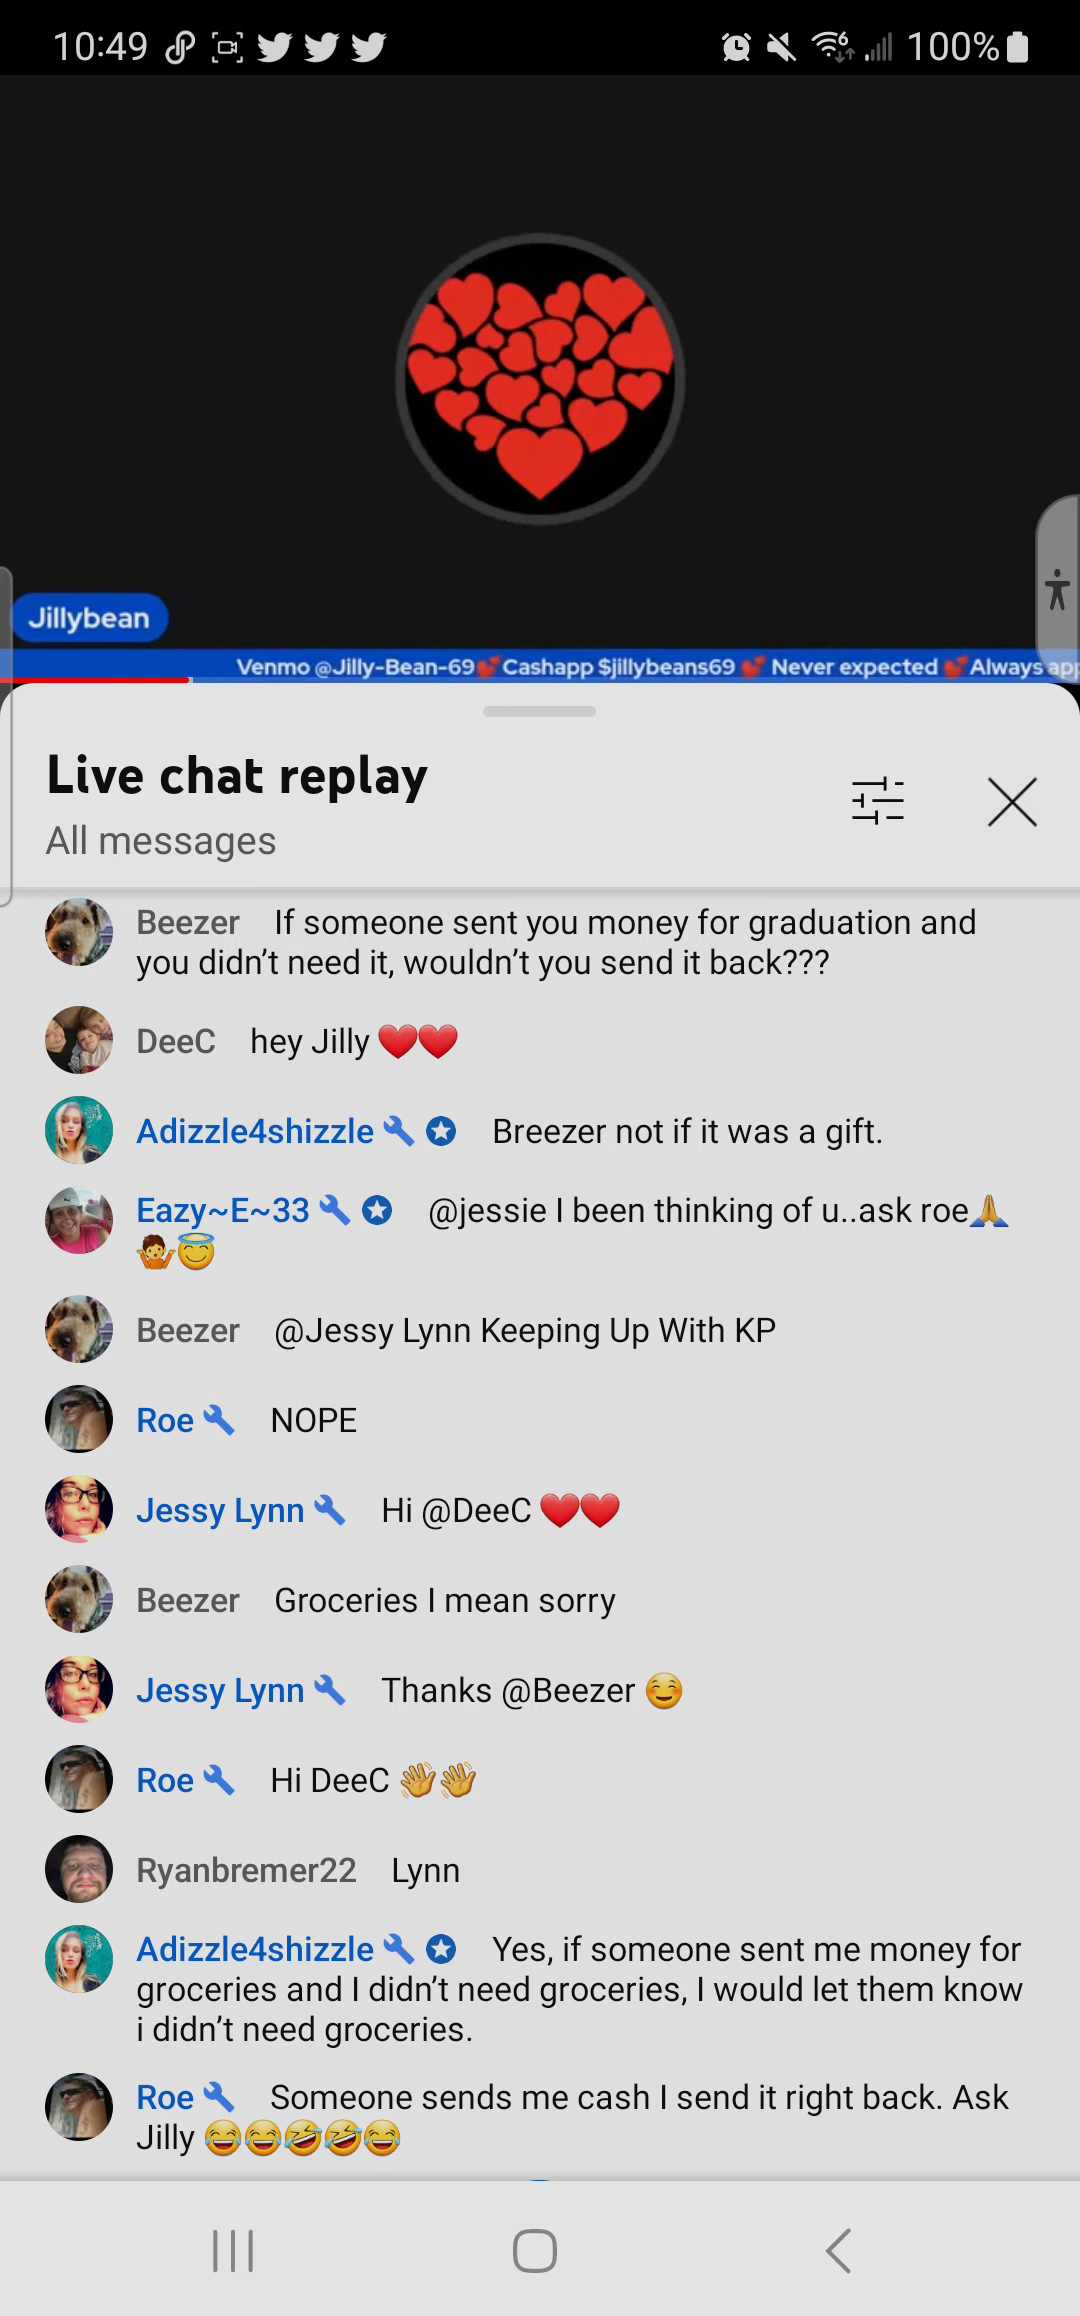 10:49
6
100%
Jillybean
Venmo @Jilly-Bean-69 💕 Cashapp $jillybeans69 💕 Never expected 💕 Always app
Live chat replay
All messages
Beezer If someone sent you money for graduation and
you didn't need it, wouldn't you send it back???
DeeC hey Jilly ❤️❤️
Adizzle4shizzle 🔧 Breezer not if it was a gift.
Eazy~E~33 🔧 @jessie I been thinking of u..ask roe🙏
🤷😇
Beezer @Jessy Lynn Keeping Up With KP
Roe 🔧 NOPE
Jessy Lynn 🔧 Hi @DeeC ❤️❤️
Beezer Groceries I mean sorry
Jessy Lynn 🔧 Thanks @Beezer ☺️
Roe 🔧 Hi DeeC 👋👋
Ryanbremer22 Lynn
Adizzle4shizzle 🔧 Yes, if someone sent me money for
groceries and I didn't need groceries, I would let them know
i didn't need groceries.
Roe 🔧 Someone sends me cash I send it right back. Ask
Jilly 😂😂🤣🤣😂